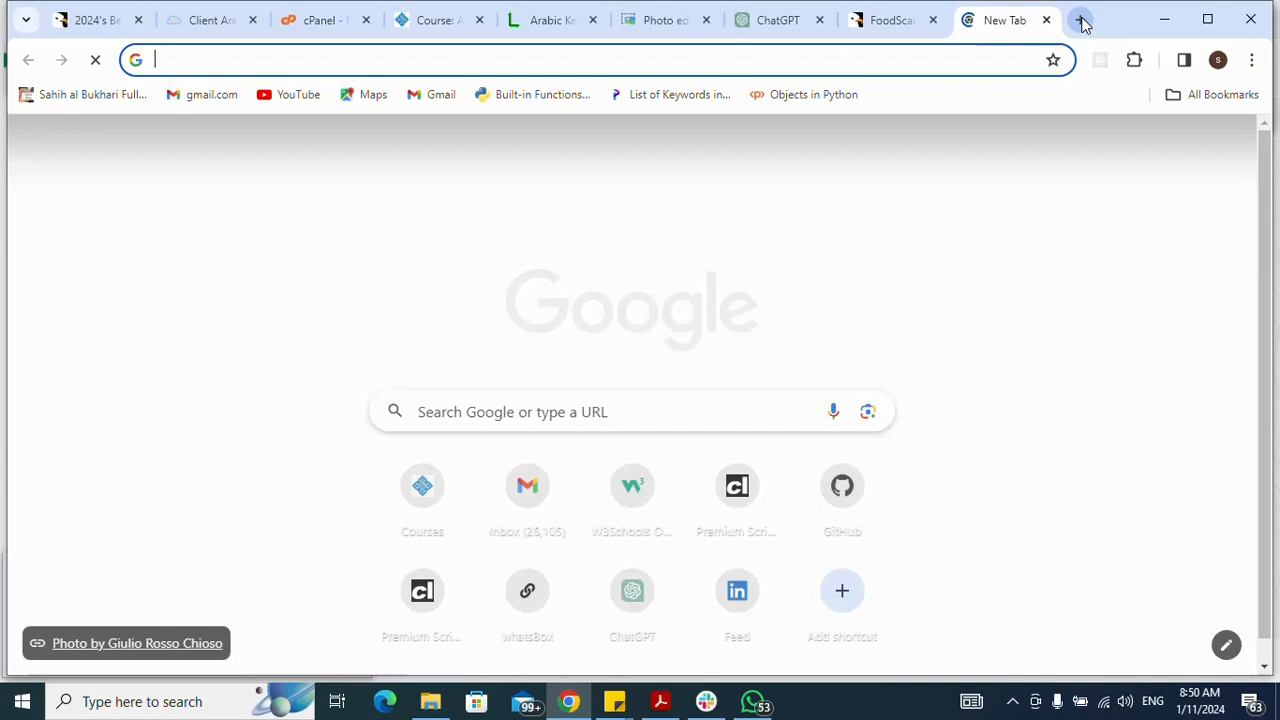 2024's Be
Client Are
cPanel -
Course: A
Arabic Ke
Photo ed
ChatGPT
FoodScan
New Tab
Sahih al Bukhari Full...
gmail.com
YouTube
Maps
Gmail
Built-in Functions...
List of Keywords in...
Objects in Python
All Bookmarks
Google
Search Google or type a URL
Courses
Inbox (26,105)
W3Schools O...
Premium Scri...
GitHub
Premium Scri...
whatsBox
ChatGPT
Feed
Add shortcut
Photo by Giulio Rosso Chioso
Type here to search
99+
53
ENG
8:50 AM
1/11/2024
63